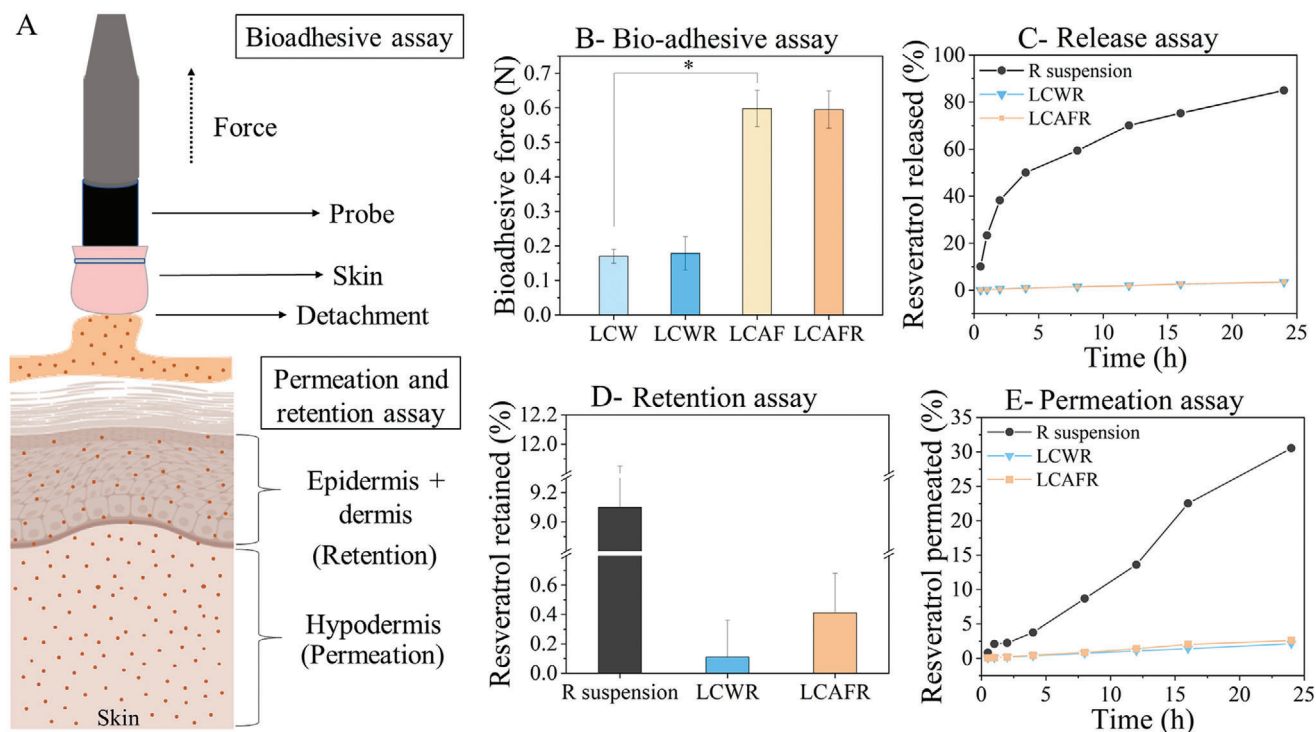 A
Bioadhesive assay
Force
Probe
Skin
Detachment
Permeation and
retention assay
Epidermis +
dermis
(Retention)
Hypodermis
(Permeation)
Skin
B- Bio-adhesive assay
Bioadhesive force (N)
0.7
0.6
0.5
0.4
0.3
0.2
0.1
0.0
*
LCW LCWR LCAF LCAFR
C- Release assay
Resveratrol released (%)
100
80
60
40
20
0
R suspension
LCWR
LCAFR
0 5 10 15 20 25
Time (h)
D- Retention assay
Resveratrol retained (%)
12.2
12.0
9.2
9.0
0.6
0.4
0.2
0.0
R suspension LCWR LCAFR
E- Permeation assay
Resveratrol permeated (%)
35
30
25
20
15
10
5
0
R suspension
LCWR
LCAFR
0 5 10 15 20 25
Time (h)